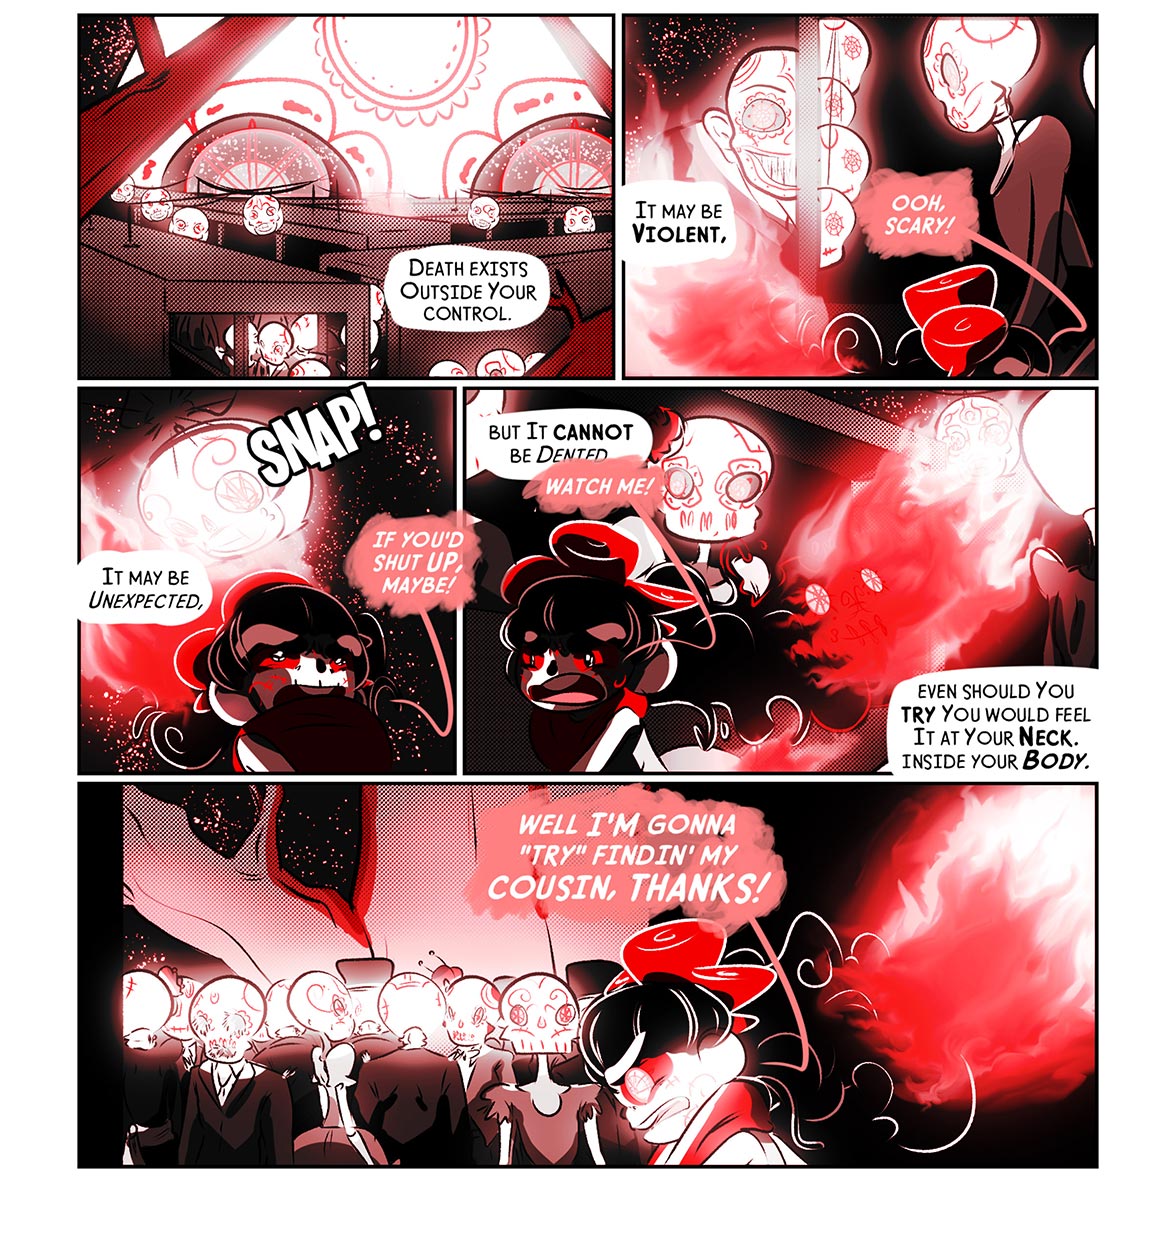 DEATH EXISTS
OUTSIDE YOUR
CONTROL.
IT MAY BE
VIOLENT,
OOH,
SCARY!
SNAP!
IT MAY BE
UNEXPECTED,
IF YOU'D
SHUT UP,
MAYBE!
BUT IT CANNOT
BE DENIED
WATCH ME!
EVEN SHOULD YOU
TRY YOU WOULD FEEL
IT AT YOUR NECK.
INSIDE YOUR BODY.
WELL I'M GONNA
"TRY" FINDIN' MY
COUSIN, THANKS!